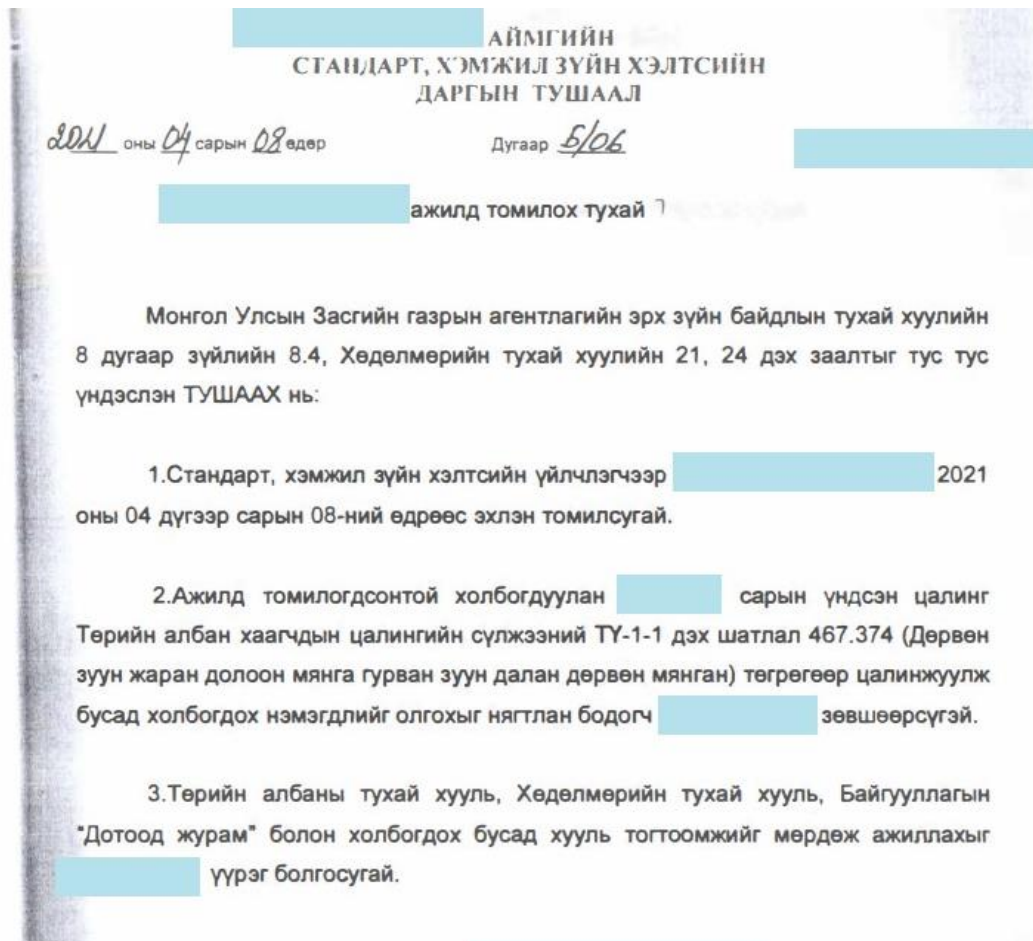 АЙМГИЙН
СТАНДАРТ, ХЭМЖИЛ ЗҮЙН ХЭЛТСИЙН
ДАРГЫН ТУШААЛ
2021 оны 04 сарын 08 өдөр Дугаар Б/06
ажилд томилох тухай
Монгол Улсын Засгийн газрын агентлагийн эрх зүйн байдлын тухай хуулийн
8 дугаар зүйлийн 8.4, Хөдөлмөрийн тухай хуулийн 21, 24 дэх заалтыг тус тус
үндэслэн ТУШААХ нь:
1.Стандарт, хэмжил зүйн хэлтсийн үйлчлэгчээр 2021
оны 04 дүгээр сарын 08-ний өдрөөс эхлэн томилсугай.
2.Ажилд томилогдсонтой холбогдуулан сарын үндсэн цалинг
Төрийн албан хаагчдын цалингийн сүлжээний ТҮ-1-1 дэх шатлал 467.374 (Дөрвөн
зуун жаран долоон мянга гурван зуун далан дөрвөн мянган) төгрөгөөр цалинжуулж
бусад холбогдох нэмэгдлийг олгохыг нягтлан бодогч зөвшөөрсүгэй.
3.Төрийн албаны тухай хууль, Хөдөлмөрийн тухай хууль, Байгууллагын
"Дотоод журам" болон холбогдох бусад хууль тогтоомжийг мөрдөж ажиллахыг
үүрэг болгосугай.